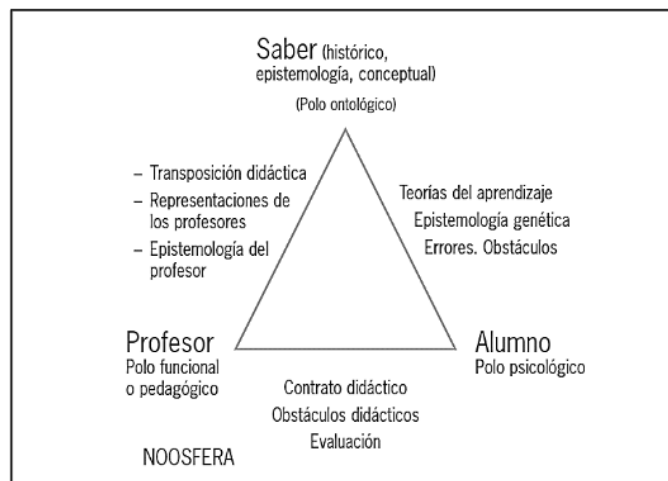 Saber (histórico,
epistemología, conceptual)
(Polo ontológico)
– Transposición didáctica
– Representaciones de
los profesores
– Epistemología del
profesor
Teorías del aprendizaje
Epistemología genética
Errores. Obstáculos
Profesor
Polo funcional
o pedagógico
Alumno
Polo psicológico
Contrato didáctico
Obstáculos didácticos
Evaluación
NOOSFERA